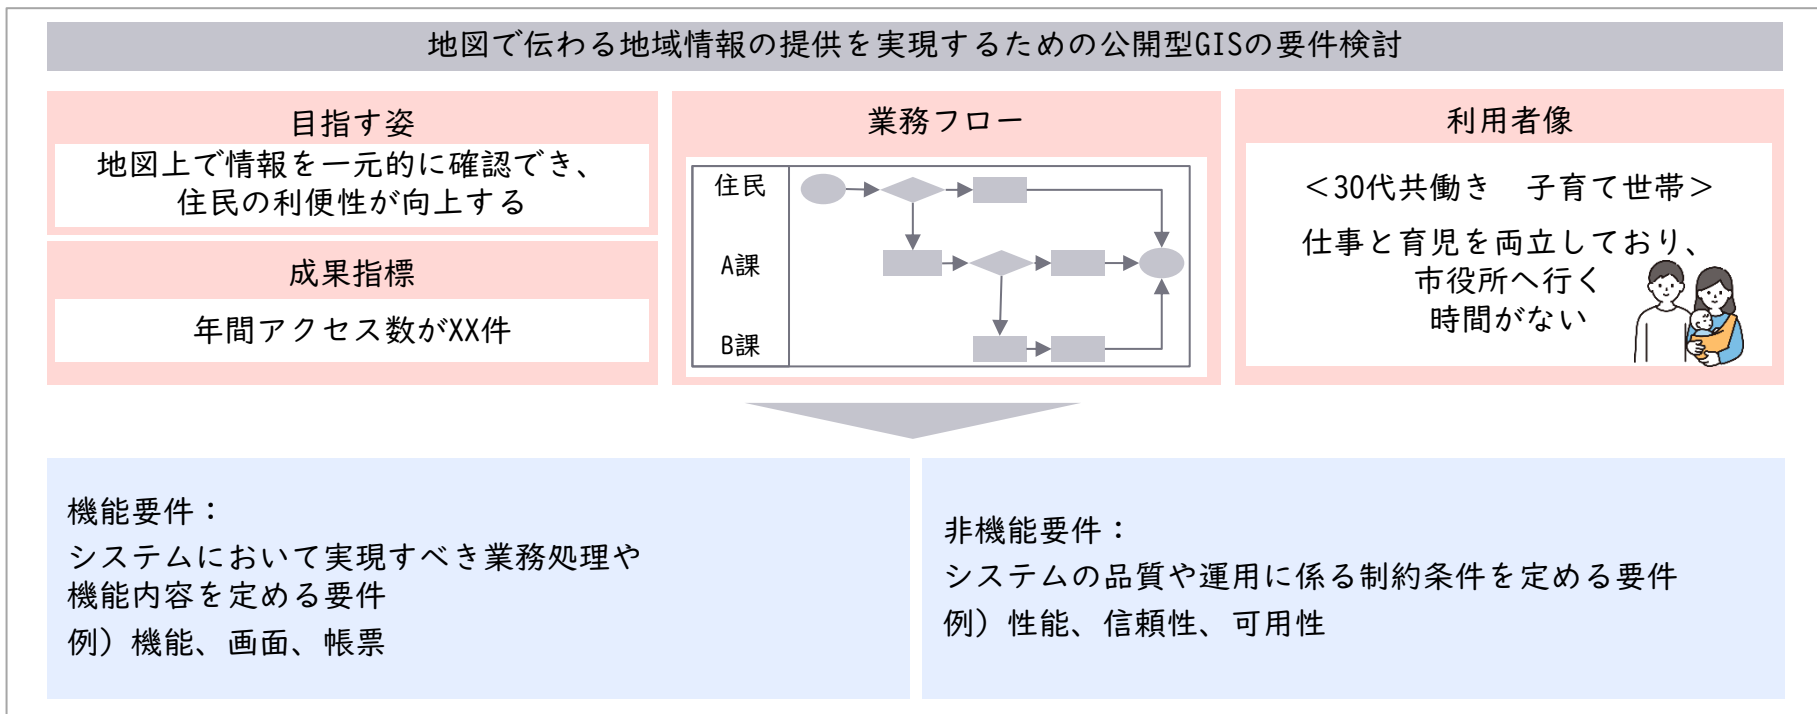 地図で伝わる地域情報の提供を実現するための公開型GISの要件検討
目指す姿
地図上で情報を一元的に確認でき、
住民の利便性が向上する
成果指標
年間アクセス数がXX件
業務フロー
住民
A課
B課
利用者像
＜30代共働き　子育て世帯＞
仕事と育児を両立しており、
市役所へ行く
時間がない
機能要件：
システムにおいて実現すべき業務処理や
機能内容を定める要件
例）機能、画面、帳票
非機能要件：
システムの品質や運用に係る制約条件を定める要件
例）性能、信頼性、可用性